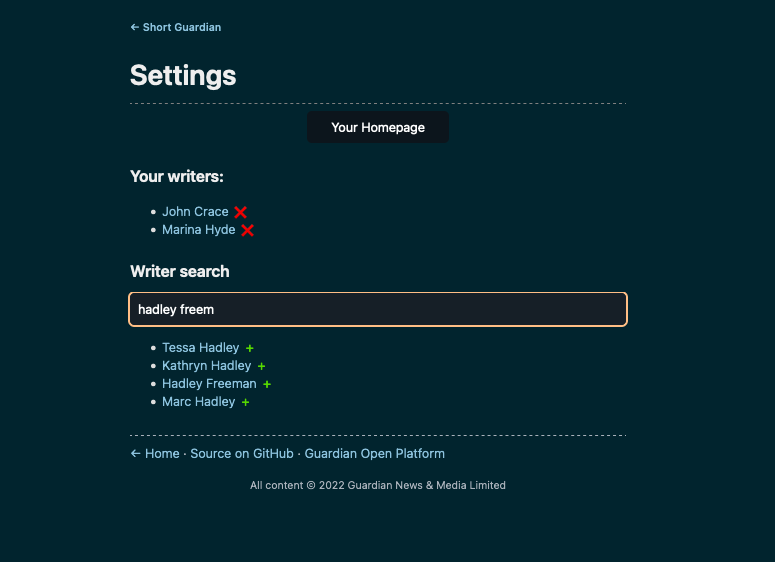 ← Short Guardian
Settings
Your Homepage
Your writers:
• John Crace ❌
• Marina Hyde ❌
Writer search
hadley freem
• Tessa Hadley +
• Kathryn Hadley +
• Hadley Freeman +
• Marc Hadley +
← Home · Source on GitHub · Guardian Open Platform
All content © 2022 Guardian News & Media Limited